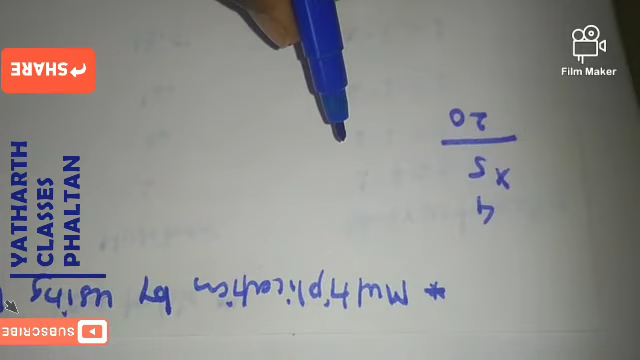 * Multiplication by using
4
x 5
20
SHARE
YATHARTH
CLASSES
PHALTAN
SUBSCRIBE
Film Maker